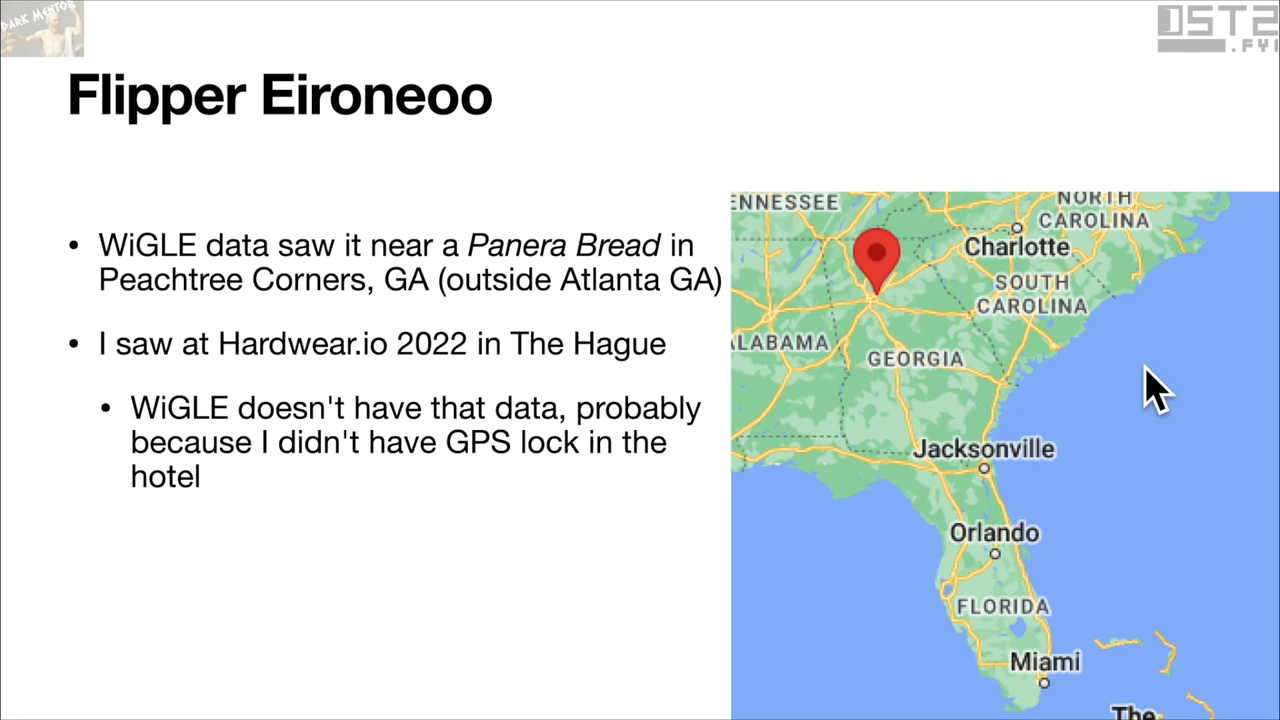 DARK MENTOR
OST2
.FYI
Flipper Eironeoo
• WiGLE data saw it near a Panera Bread in
Peachtree Corners, GA (outside Atlanta GA)
• I saw at Hardwear.io 2022 in The Hague
• WiGLE doesn't have that data, probably
because I didn't have GPS lock in the
hotel
ENNESSEE
NORTH
CAROLINA
Charlotte
SOUTH
CAROLINA
ALABAMA
GEORGIA
Jacksonville
Orlando
FLORIDA
Miami
The